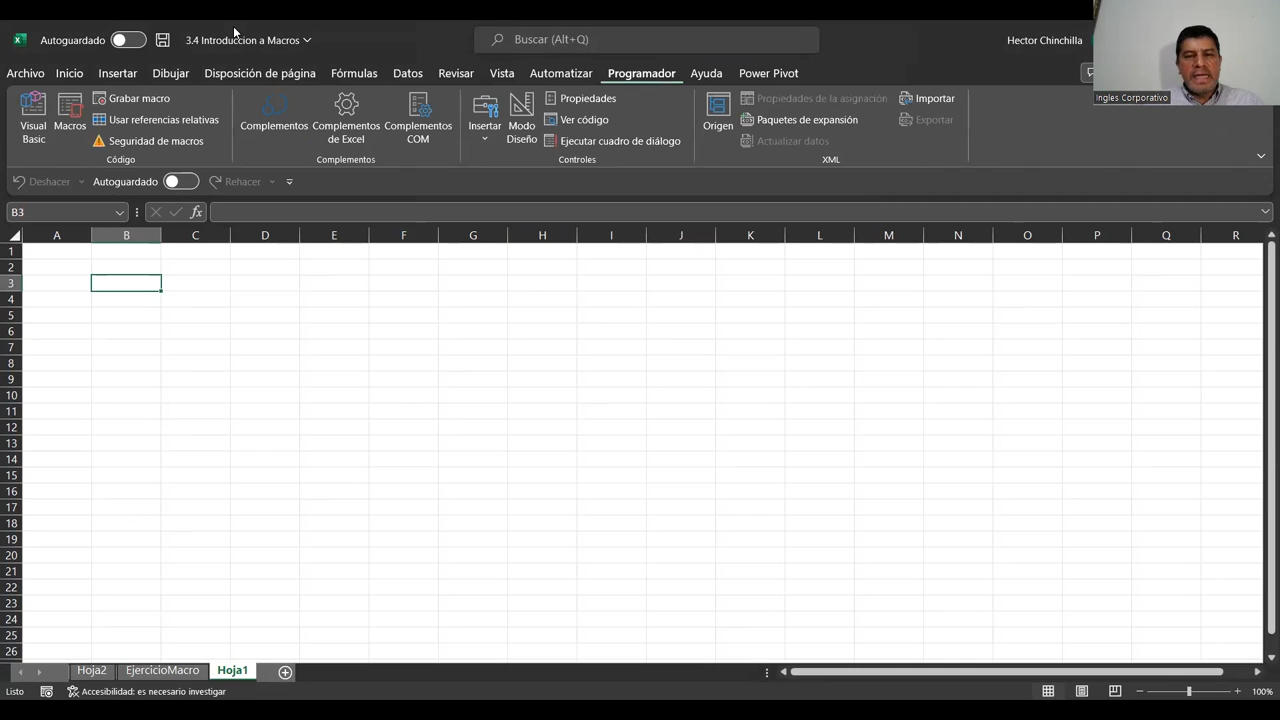 Autoguardado
3.4 Introduccion a Macros
Buscar (Alt+Q)
Hector Chinchilla
Ingles Corporativo
Archivo Inicio Insertar Dibujar Disposición de página Fórmulas Datos Revisar Vista Automatizar Programador Ayuda Power Pivot
Visual Basic
Macros
Grabar macro
Usar referencias relativas
Seguridad de macros
Código
Complementos
Complementos de Excel
Complementos COM
Complementos
Insertar
Modo Diseño
Propiedades
Ver código
Ejecutar cuadro de diálogo
Controles
Origen
Propiedades de la asignación
Paquetes de expansión
Actualizar datos
Importar
Exportar
XML
Deshacer Autoguardado Rehacer
B3
fx
A B C D E F G H I J K L M N O P Q R
1
2
3
4
5
6
7
8
9
10
11
12
13
14
15
16
17
18
19
20
21
22
23
24
25
26
Hoja2 EjercicioMacro Hoja1
Listo
Accesibilidad: es necesario investigar
100%